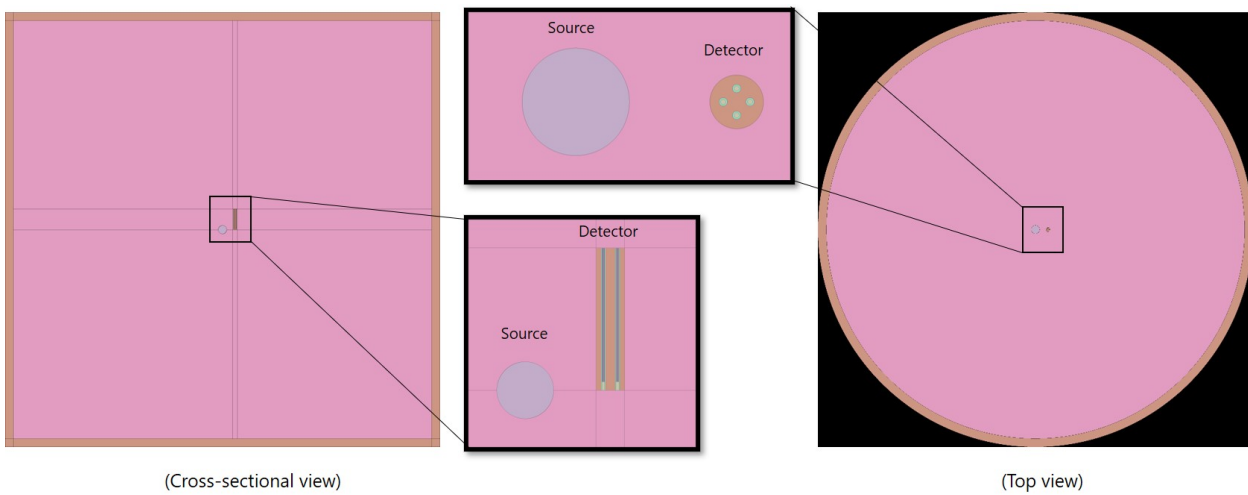 Source
Detector
Detector
Source
(Cross-sectional view)
(Top view)